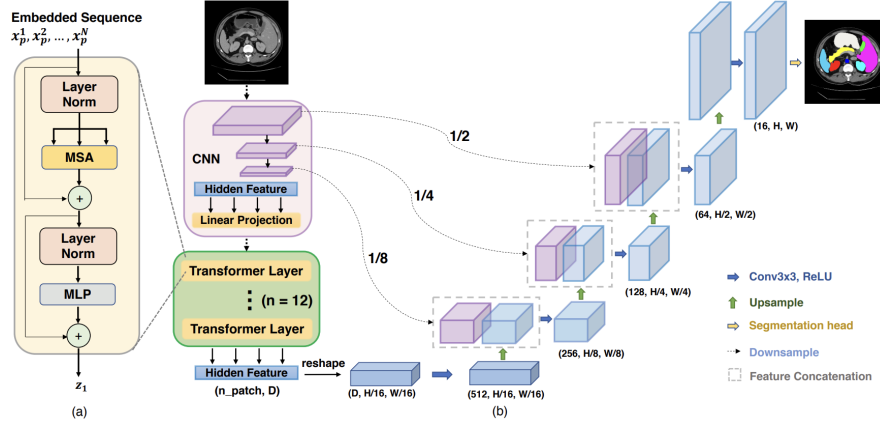 Embedded Sequence
x_p^1, x_p^2, ..., x_p^N
Layer
Norm
MSA
+
Layer
Norm
MLP
+
z_1
(a)
CNN
Hidden Feature
Linear Projection
Transformer Layer
(n = 12)
Transformer Layer
Hidden Feature
(n_patch, D)
reshape
(D, H/16, W/16)
(512, H/16, W/16)
(b)
1/2
1/4
1/8
(16, H, W)
(64, H/2, W/2)
(128, H/4, W/4)
(256, H/8, W/8)
Conv3x3, ReLU
Upsample
Segmentation head
Downsample
Feature Concatenation